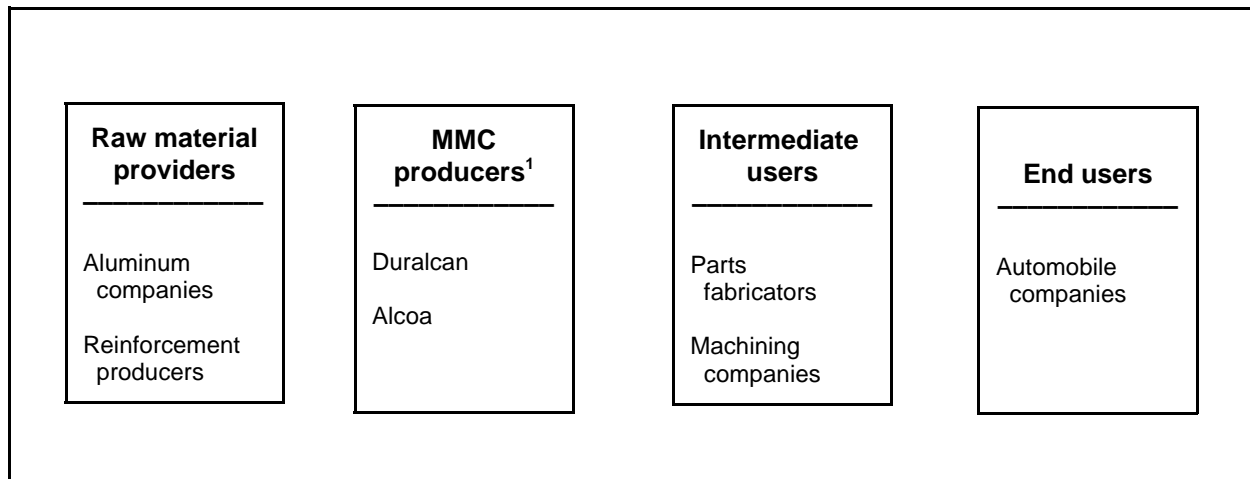 Raw material
providers
Aluminum
companies
Reinforcement
producers
MMC
producers¹
Duralcan
Alcoa
Intermediate
users
Parts
fabricators
Machining
companies
End users
Automobile
companies